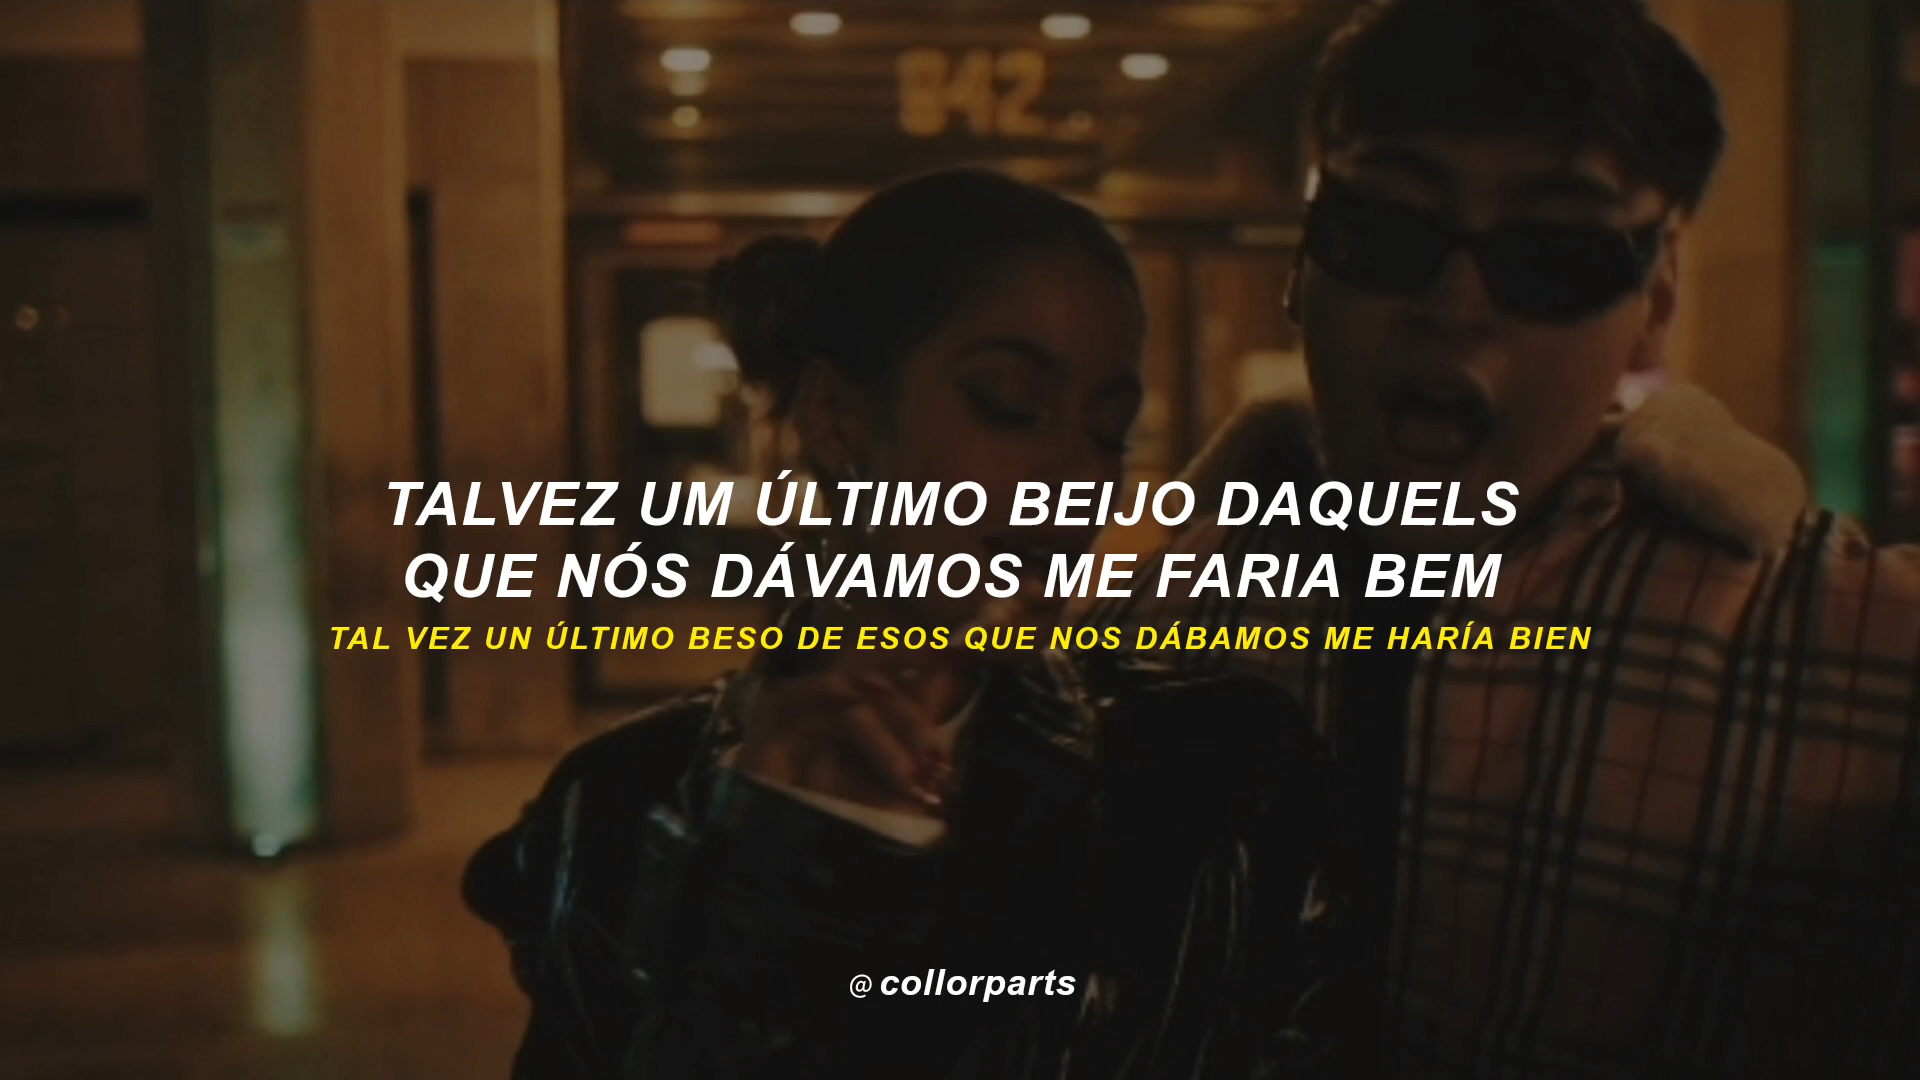 842
TALVEZ UM ÚLTIMO BEIJO DAQUELS
QUE NÓS DÁVAMOS ME FARIA BEM
TAL VEZ UN ÚLTIMO BESO DE ESOS QUE NOS DÁBAMOS ME HARÍA BIEN
@collorparts